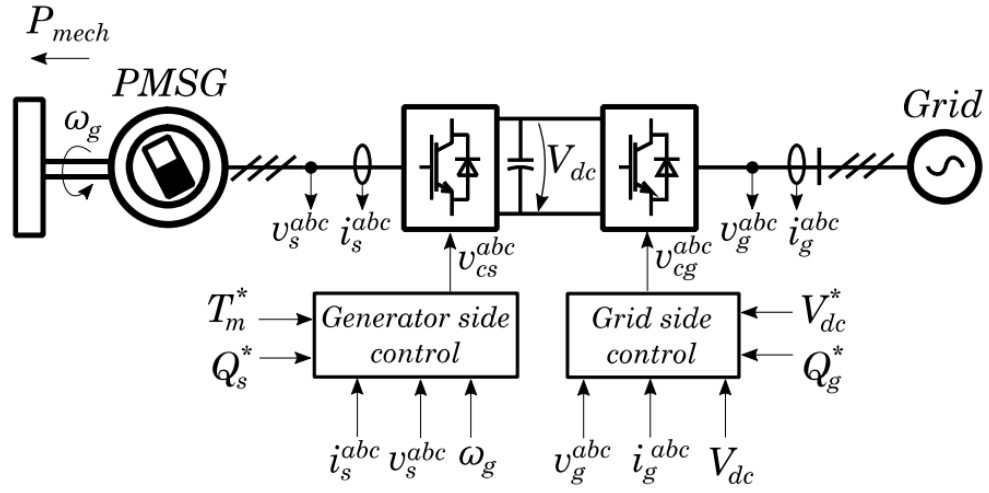 P_mech
PMSG
Grid
ω_g
V_dc
v_s^abc i_s^abc
v_g^abc i_g^abc
v_cs^abc
v_cg^abc
T_m^*
Q_s^*
Generator side
control
Grid side
control
V_dc^*
Q_g^*
i_s^abc v_s^abc ω_g
v_g^abc i_g^abc V_dc